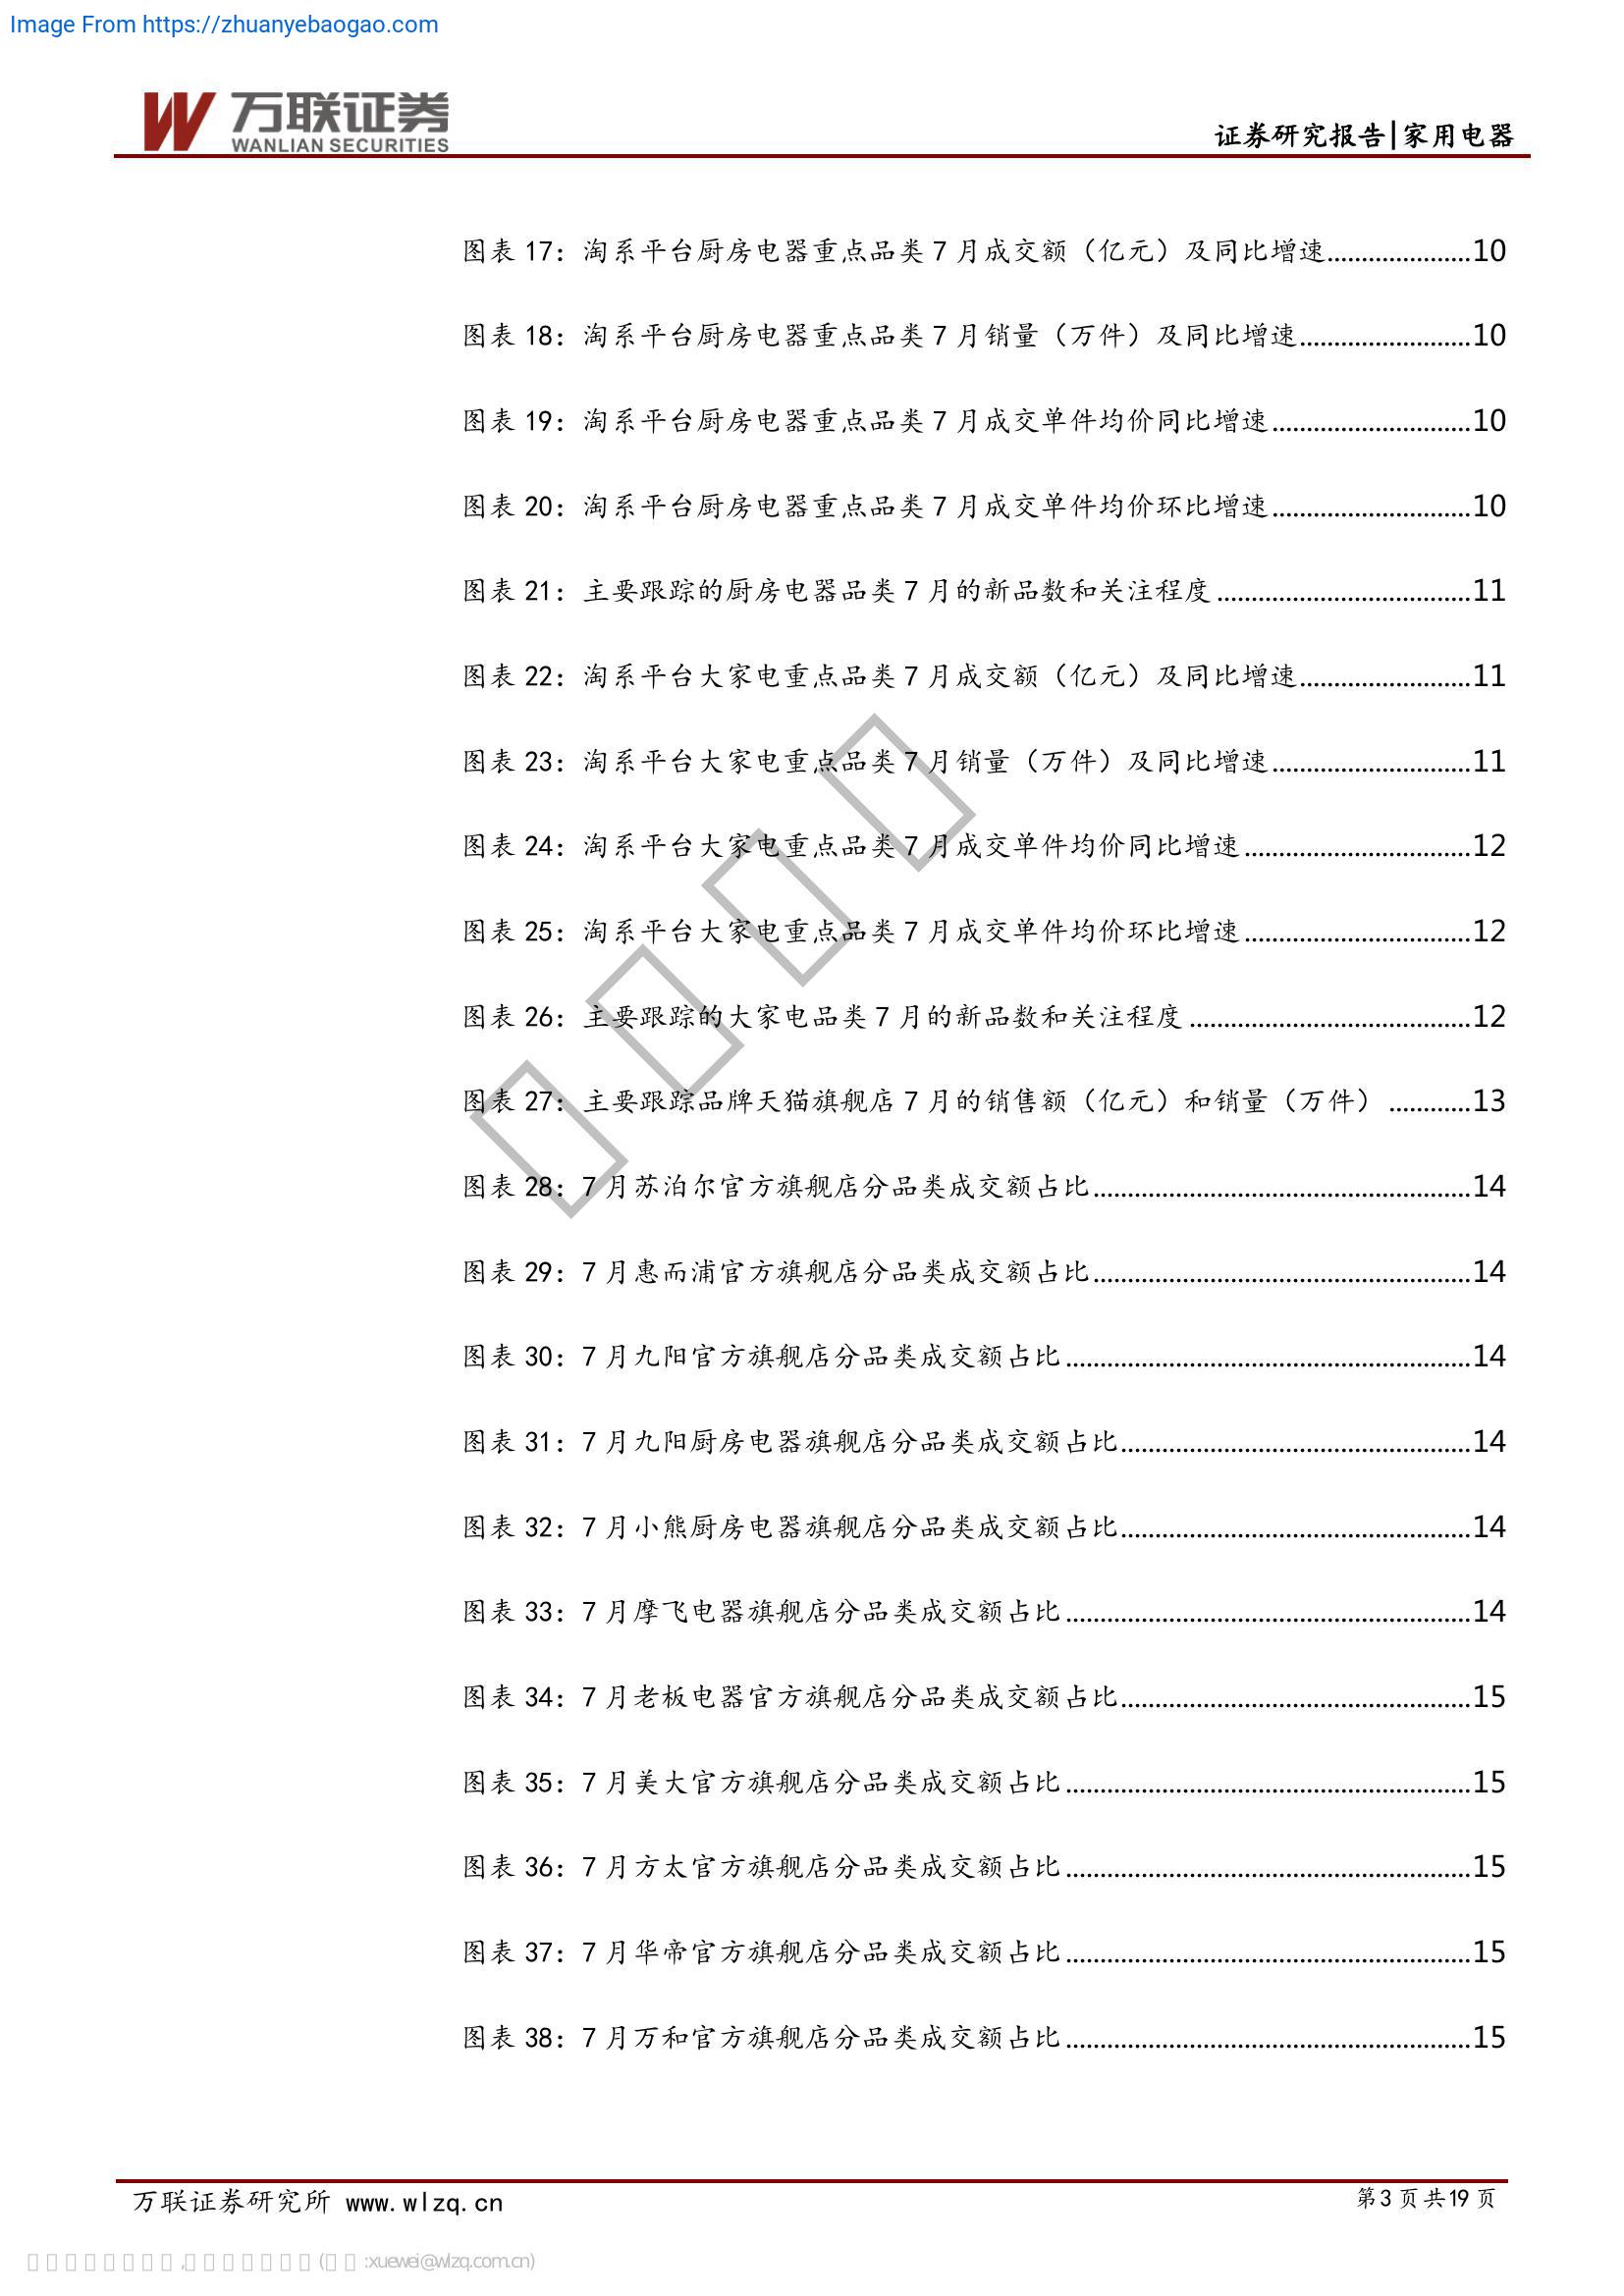 Image From https://zhuanyebaogao.com
万联证券
WANLIAN SECURITIES
证券研究报告|家用电器
图表 17：淘系平台厨房电器重点品类 7 月成交额（亿元）及同比增速.....................10
图表 18：淘系平台厨房电器重点品类 7 月销量（万件）及同比增速.........................10
图表 19：淘系平台厨房电器重点品类 7 月成交单件均价同比增速.............................10
图表 20：淘系平台厨房电器重点品类 7 月成交单件均价环比增速.............................10
图表 21：主要跟踪的厨房电器品类 7 月的新品数和关注程度.....................................11
图表 22：淘系平台大家电重点品类 7 月成交额（亿元）及同比增速.........................11
图表 23：淘系平台大家电重点品类 7 月销量（万件）及同比增速.............................11
图表 24：淘系平台大家电重点品类 7 月成交单件均价同比增速.................................12
图表 25：淘系平台大家电重点品类 7 月成交单件均价环比增速.................................12
图表 26：主要跟踪的大家电品类 7 月的新品数和关注程度.........................................12
图表 27：主要跟踪品牌天猫旗舰店 7 月的销售额（亿元）和销量（万件）............13
图表 28：7 月苏泊尔官方旗舰店分品类成交额占比.......................................................14
图表 29：7 月惠而浦官方旗舰店分品类成交额占比.......................................................14
图表 30：7 月九阳官方旗舰店分品类成交额占比...........................................................14
图表 31：7 月九阳厨房电器旗舰店分品类成交额占比...................................................14
图表 32：7 月小熊厨房电器旗舰店分品类成交额占比...................................................14
图表 33：7 月摩飞电器旗舰店分品类成交额占比...........................................................14
图表 34：7 月老板电器官方旗舰店分品类成交额占比...................................................15
图表 35：7 月美大官方旗舰店分品类成交额占比...........................................................15
图表 36：7 月方太官方旗舰店分品类成交额占比...........................................................15
图表 37：7 月华帝官方旗舰店分品类成交额占比...........................................................15
图表 38：7 月万和官方旗舰店分品类成交额占比...........................................................15
万联证券研究所 www.wlzq.cn
第 3 页 共 19 页
:xuewei@wlzq.com.cn)